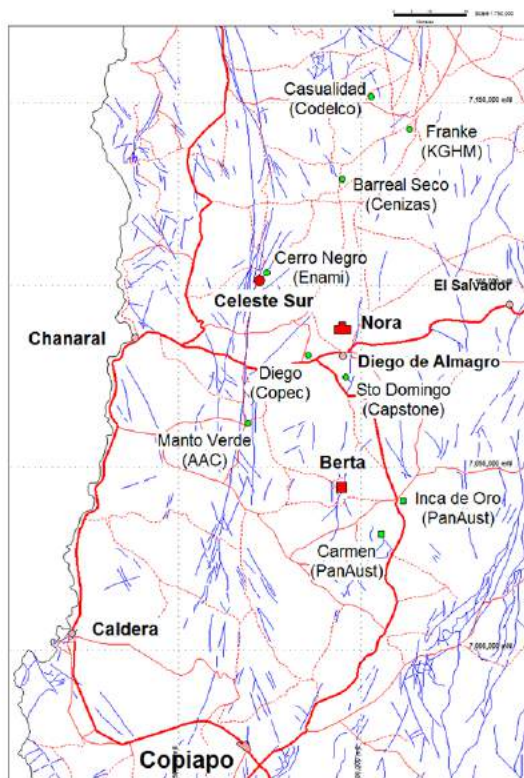 Casualidad
(Codelco)
7,150,000 mN
Franke
(KGHM)
Barreal Seco
(Cenizas)
Cerro Negro
(Enami)
El Salvador
Celeste Sur
Nora
Chanaral
Diego de Almagro
Diego
(Copec)
Sto Domingo
(Capstone)
Manto Verde
(AAC)
Berta
7,050,000 mN
Inca de Oro
(PanAust)
Carmen
(PanAust)
Caldera
7,000,000 mN
Copiapo